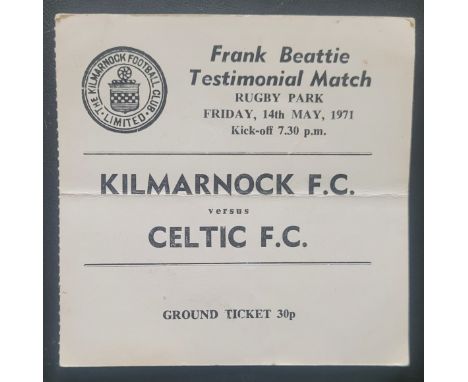 THE KILMARNOCK FOOTBALL CLUB
LIMITED
Frank Beattie
Testimonial Match
RUGBY PARK
FRIDAY, 14th MAY, 1971
Kick-off 7.30 p.m.
KILMARNOCK F.C.
versus
CELTIC F.C.
GROUND TICKET 30p